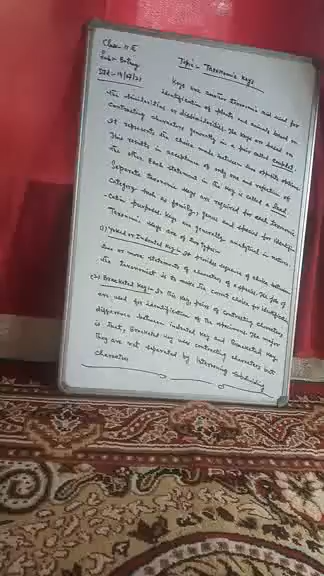 Class- 11 E
Sub:- Botany
Dtd:- 14/07/21
Topic:- Taxonomic Keys
Keys are another taxonomic aid used for
identification of plants and animals based on
the similarities or dissimilarities. The keys are based on
contrasting characters generally in a pair called couplet.
It represents the choice made between two opposite options.
This results in acceptance of only one and rejection of
the other. Each statement in the key is called a lead.
Separate taxonomic keys are required for each taxonomic
category such as family, genus and species for identifi-
-cation purposes. Keys are generally analytical in nature.
Taxonomic keys are of two types.
(1) Yoked or Indented key:- It provides sequence of choice between
two or more statements of characters of species. The job of
the taxonomist is to make the correct choice for identification
(2) Bracketed key:- In this key pairs of contrasting characters
are used for identification of the specimens. The major
difference between indented key and Bracketed key
is that, Bracketed key uses contrasting characters but
they are not separated by intervening subdividing
characters